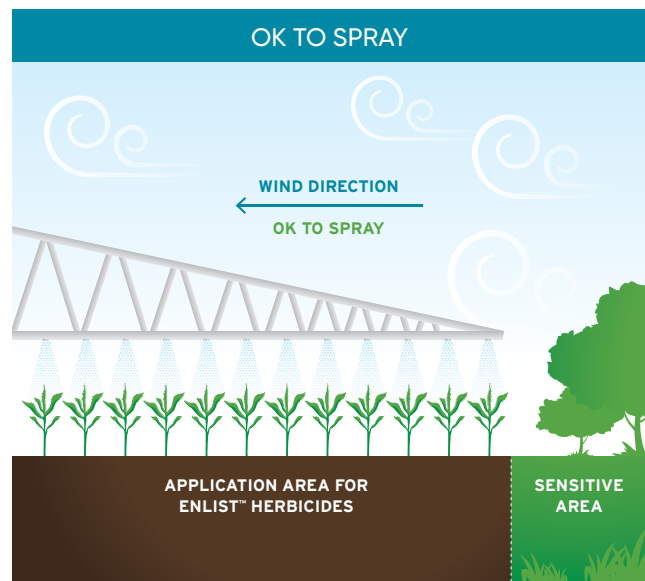 OK TO SPRAY
WIND DIRECTION
OK TO SPRAY
APPLICATION AREA FOR
ENLIST™ HERBICIDES
SENSITIVE
AREA